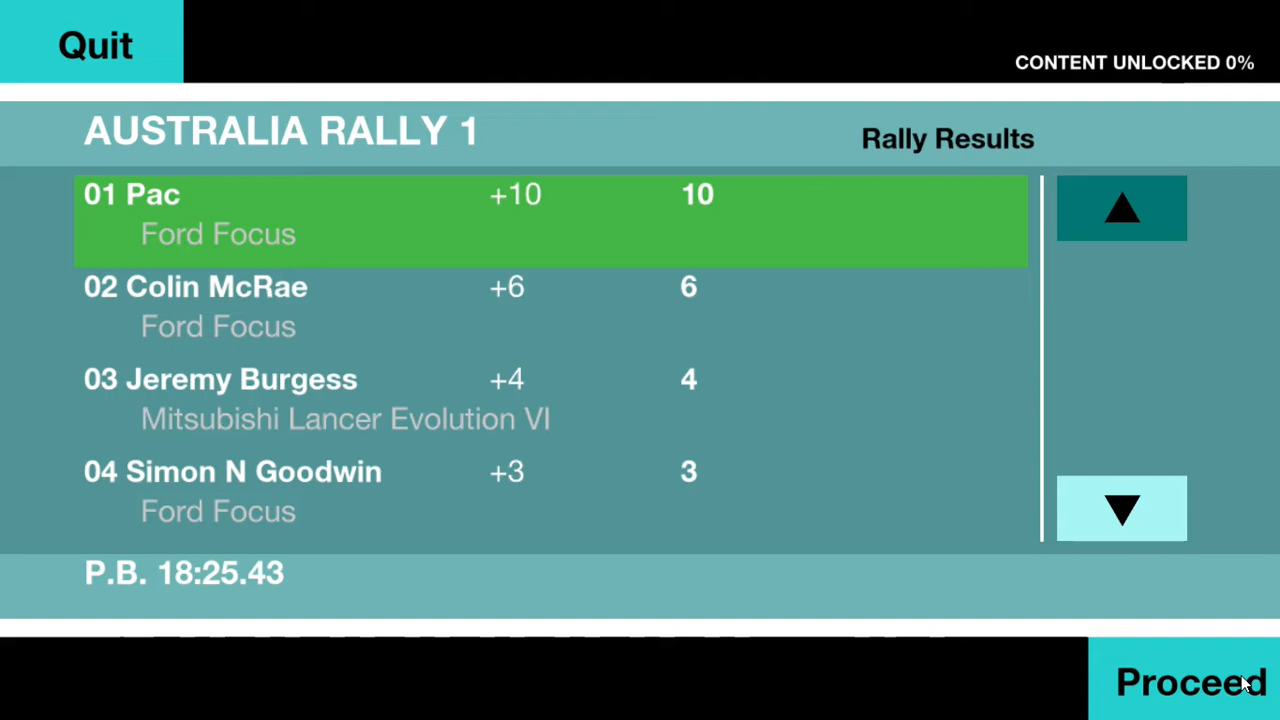 Quit
CONTENT UNLOCKED 0%
AUSTRALIA RALLY 1
Rally Results
01 Pac +10 10
Ford Focus
02 Colin McRae +6 6
Ford Focus
03 Jeremy Burgess +4 4
Mitsubishi Lancer Evolution VI
04 Simon N Goodwin +3 3
Ford Focus
P.B. 18:25.43
Proceed